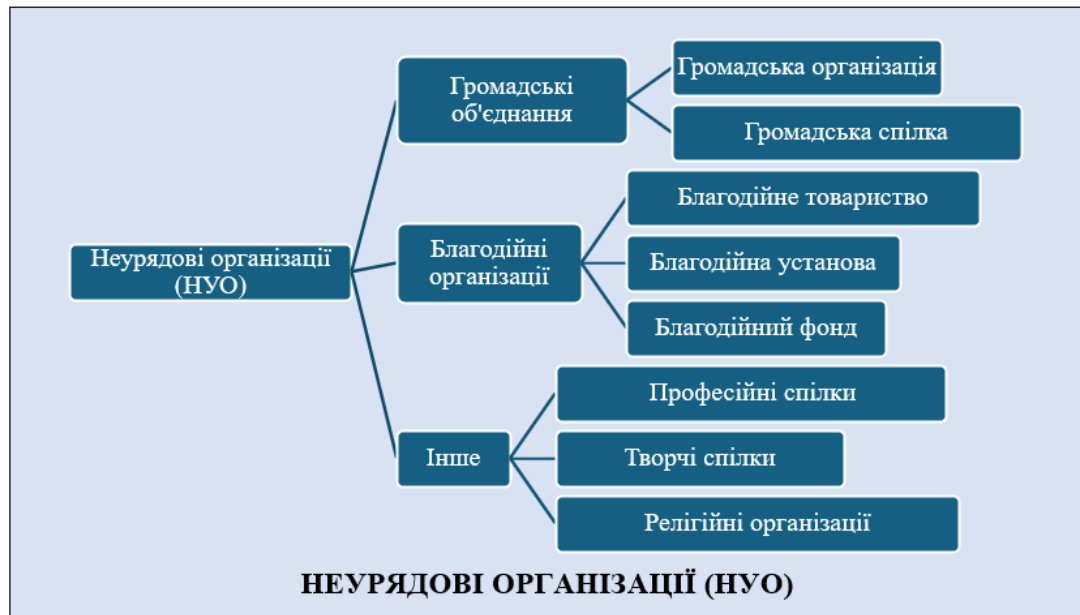 Неурядові організації
(НУО)
Громадські
об'єднання
Громадська організація
Громадська спілка
Благодійні
організації
Благодійне товариство
Благодійна установа
Благодійний фонд
Інше
Професійні спілки
Творчі спілки
Релігійні організації
НЕУРЯДОВІ ОРГАНІЗАЦІЇ (НУО)